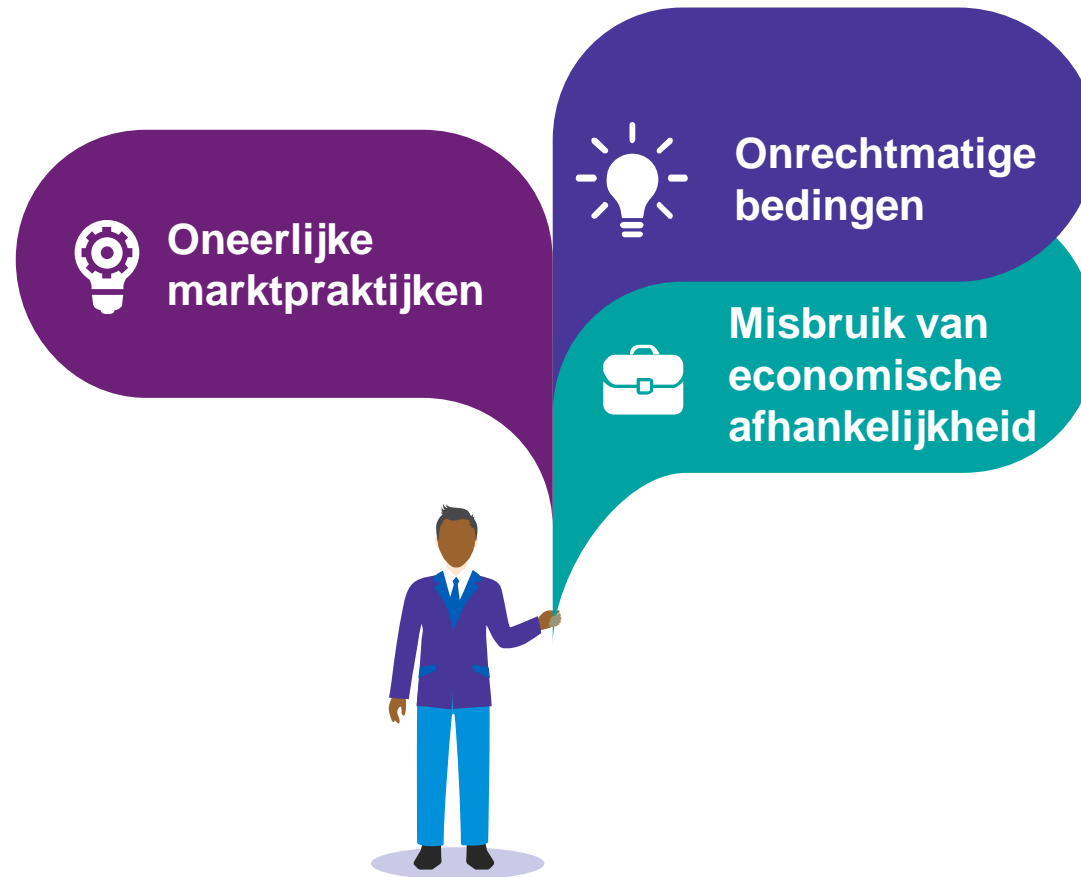 Oneerlijke
marktpraktijken
Onrechtmatige
bedingen
Misbruik van
economische
afhankelijkheid